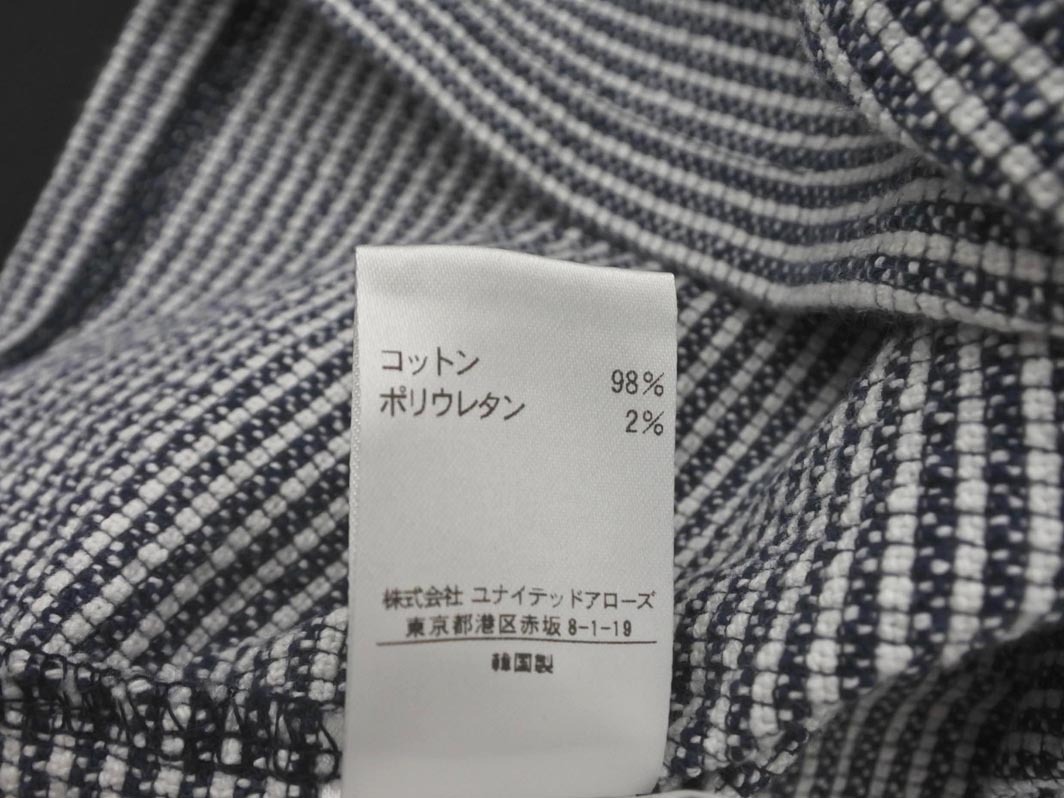 コットン 98%
ポリウレタン 2%
株式会社 ユナイテッドアローズ
東京都港区赤坂8-1-19
韓国製